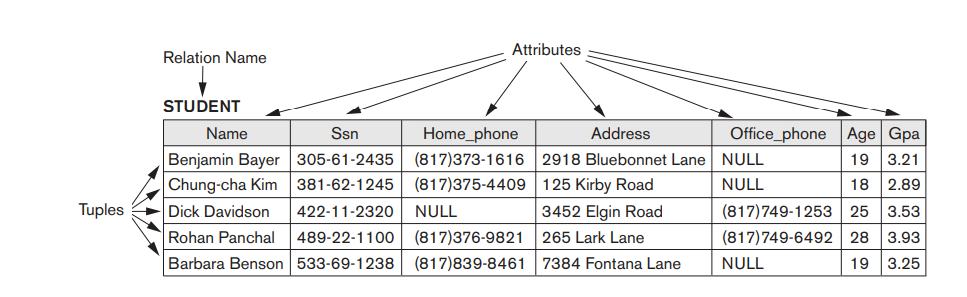 Attributes
Relation Name
STUDENT
Name Ssn Home_phone Address Office_phone Age Gpa
Benjamin Bayer 305-61-2435 (817)373-1616 2918 Bluebonnet Lane NULL 19 3.21
Chung-cha Kim 381-62-1245 (817)375-4409 125 Kirby Road NULL 18 2.89
Tuples Dick Davidson 422-11-2320 NULL 3452 Elgin Road (817)749-1253 25 3.53
Rohan Panchal 489-22-1100 (817)376-9821 265 Lark Lane (817)749-6492 28 3.93
Barbara Benson 533-69-1238 (817)839-8461 7384 Fontana Lane NULL 19 3.25